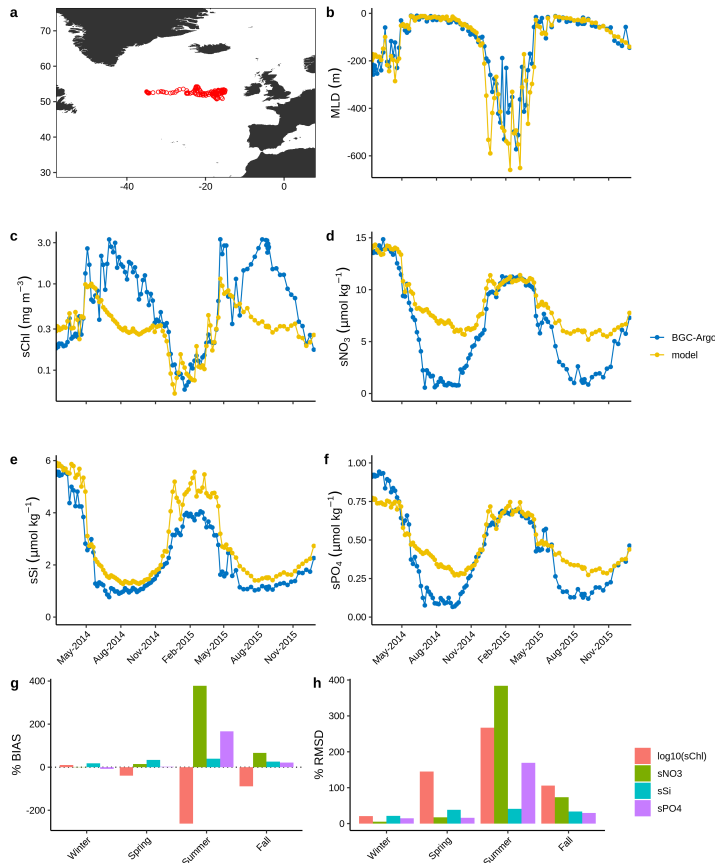 a
70
60
50
40
30
-40
-20
0
b
MLD (m)
0
-200
-400
-600
c
sChl (mg m−3)
3.0
1.0
0.3
0.1
d
sNO3 (µmol kg−1)
15
10
5
0
BGC-Argo
model
e
sSi (µmol kg−1)
6
4
2
0
May-2014
Aug-2014
Nov-2014
Feb-2015
May-2015
Aug-2015
Nov-2015
f
sPO4 (µmol kg−1)
1.00
0.75
0.50
0.25
0.00
May-2014
Aug-2014
Nov-2014
Feb-2015
May-2015
Aug-2015
Nov-2015
g
% BIAS
400
200
0
-200
Winter
Spring
Summer
Fall
h
% RMSD
400
300
200
100
0
Winter
Spring
Summer
Fall
log10(sChl)
sNO3
sSi
sPO4